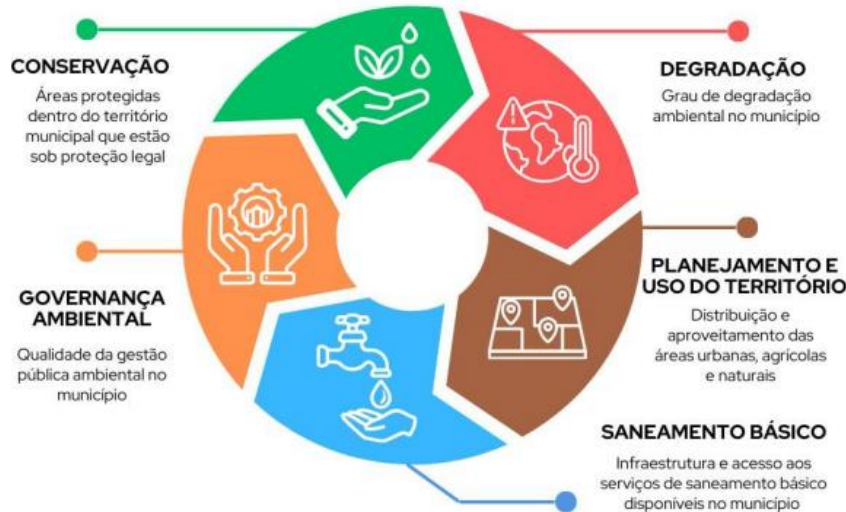 CONSERVAÇÃO
Áreas protegidas
dentro do território
municipal que estão
sob proteção legal
DEGRADAÇÃO
Grau de degradação
ambiental no município
GOVERNANÇA
AMBIENTAL
Qualidade da gestão
pública ambiental no
município
PLANEJAMENTO E
USO DO TERRITÓRIO
Distribuição e
aproveitamento das
áreas urbanas, agrícolas
e naturais
SANEAMENTO BÁSICO
Infraestrutura e acesso aos
serviços de saneamento básico
disponíveis no município